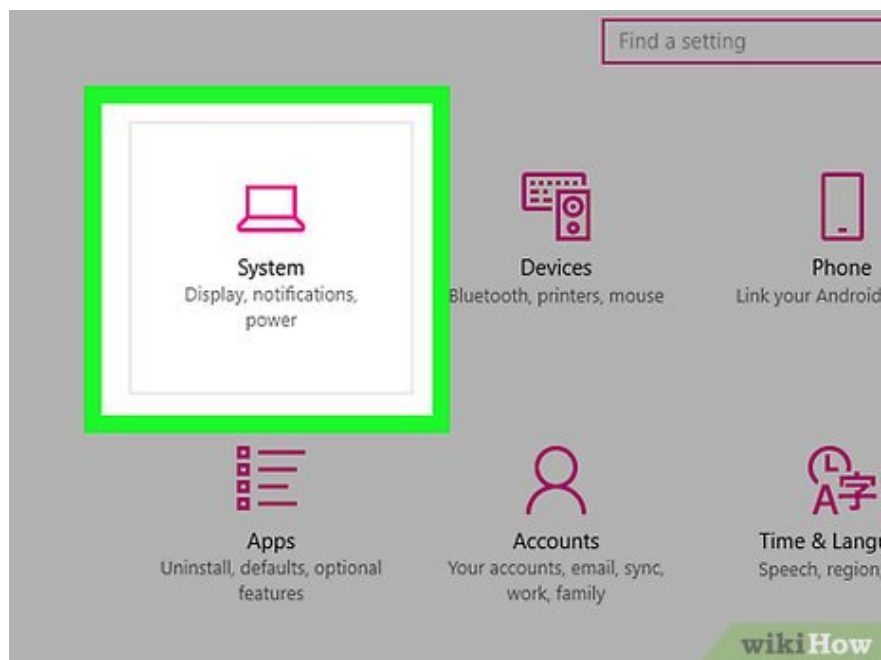 Find a setting
System
Display, notifications,
power
Devices
Bluetooth, printers, mouse
Phone
Link your Android
Apps
Uninstall, defaults, optional
features
Accounts
Your accounts, email, sync,
work, family
字
A
Time & Langu
Speech, region,
wikiHow